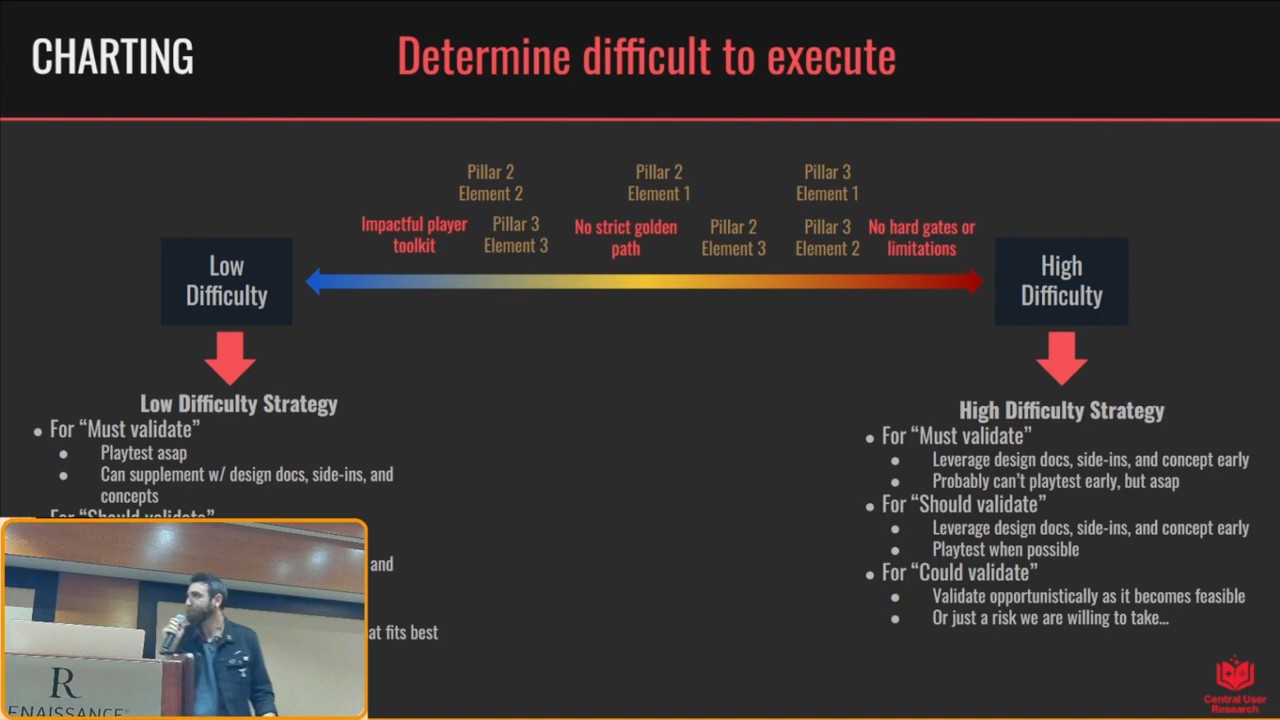 CHARTING
Determine difficult to execute
Pillar 2
Element 2
Pillar 2
Element 1
Pillar 3
Element 1
Impactful player
toolkit
Pillar 3
Element 3
No strict golden
path
Pillar 2
Element 3
Pillar 3
Element 2
No hard gates or
limitations
Low
Difficulty
High
Difficulty
Low Difficulty Strategy
For “Must validate”
Playtest asap
Can supplement w/ design docs, side-ins, and
concepts
For “Should validate”
and
at fits best
High Difficulty Strategy
For “Must validate”
Leverage design docs, side-ins, and concept early
Probably can’t playtest early, but asap
For “Should validate”
Leverage design docs, side-ins, and concept early
Playtest when possible
For “Could validate”
Validate opportunistically as it becomes feasible
Or just a risk we are willing to take...
R
ENAISSANCE
Central User
Research